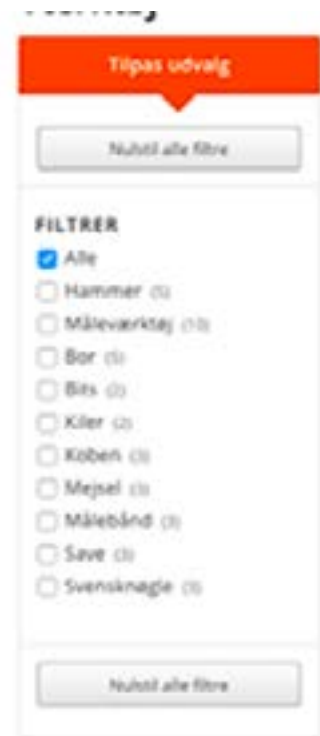 Tilpas udvalg
Nulstil alle filtre
FILTRER
Alle
Hammer (5)
Måleværktøj (10)
Bor (5)
Bits (2)
Kiler (2)
Koben (3)
Mejsel (3)
Målebånd (3)
Save (3)
Svensknøgle (3)
Nulstil alle filtre